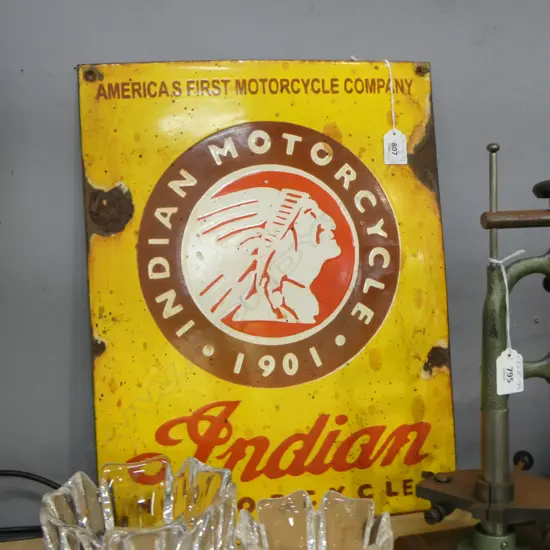 AMERICA,S FIRST MOTORCYCLE COMPANY
INDIAN MOTORCYCLE
• 1901 •
Indian
807
795